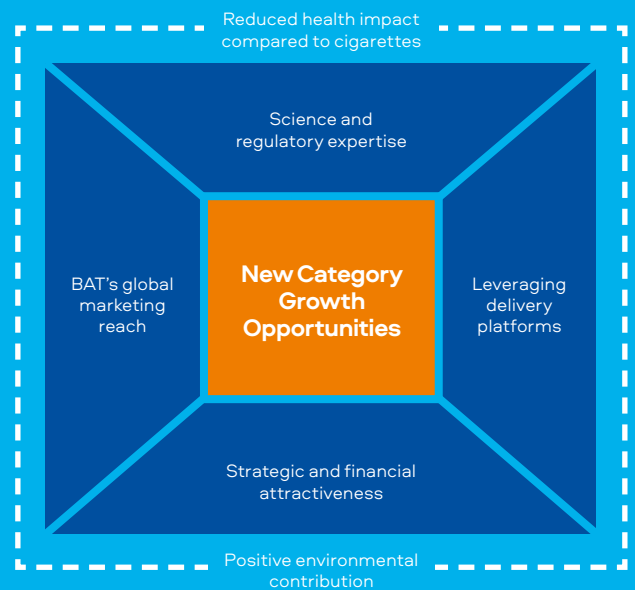 Reduced health impact
compared to cigarettes
Science and
regulatory expertise
BAT's global
marketing
reach
New Category
Growth
Opportunities
Leveraging
delivery
platforms
Strategic and financial
attractiveness
Positive environmental
contribution